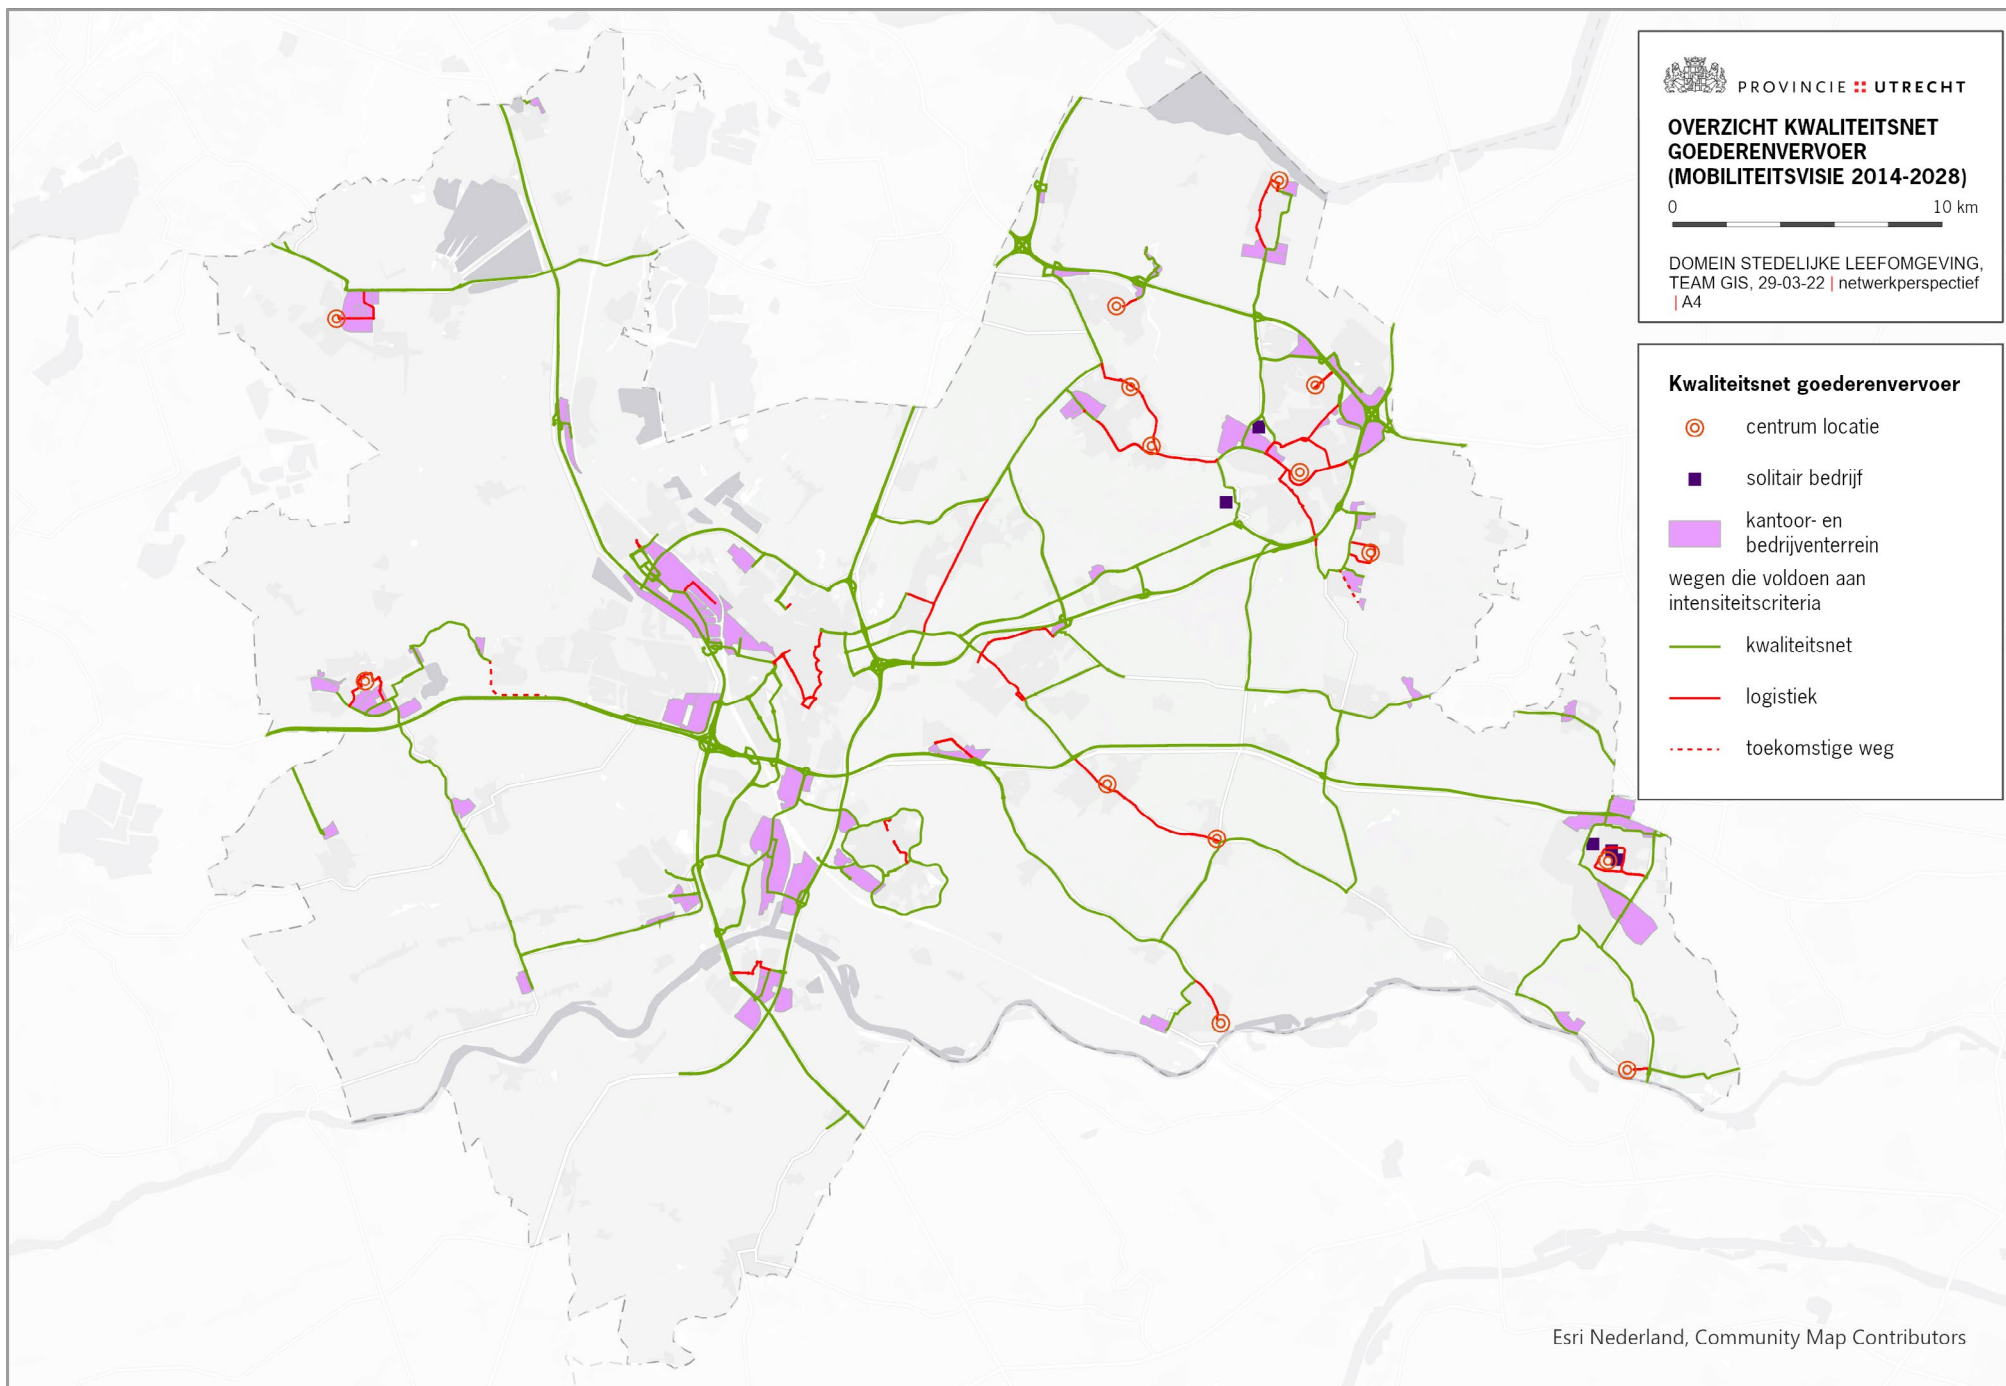 PROVINCIE UTRECHT
OVERZICHT KWALITEITSNET
GOEDERENVERVOER
(MOBILITEITSVISIE 2014-2028)
0 10 km
DOMEIN STEDELIJKE LEEFOMGEVING,
TEAM GIS, 29-03-22 | netwerkperspectief
| A4
Kwaliteitsnet goederenvervoer
centrum locatie
solitair bedrijf
kantoor- en
bedrijventerrein
wegen die voldoen aan
intensiteitscriteria
kwaliteitsnet
logistiek
toekomstige weg
Esri Nederland, Community Map Contributors